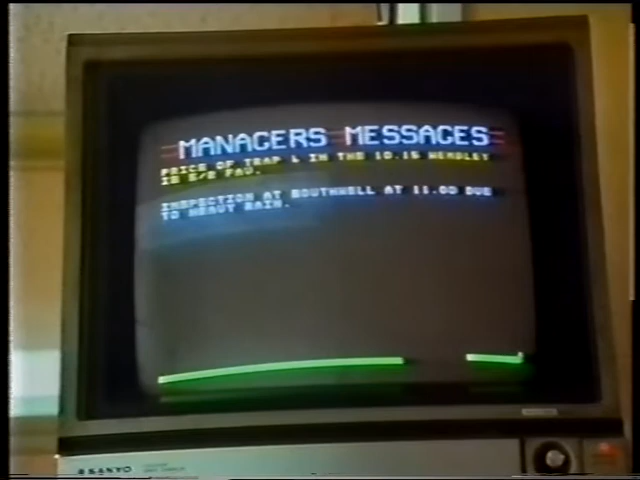 MANAGERS MESSAGES
PRICE OF TRAP 6 IN THE 10.15 WEMBLEY
IS 5/2 FAV.
INSPECTION AT SOUTHWELL AT 11.00 DUE
TO HEAVY RAIN.
SANYO